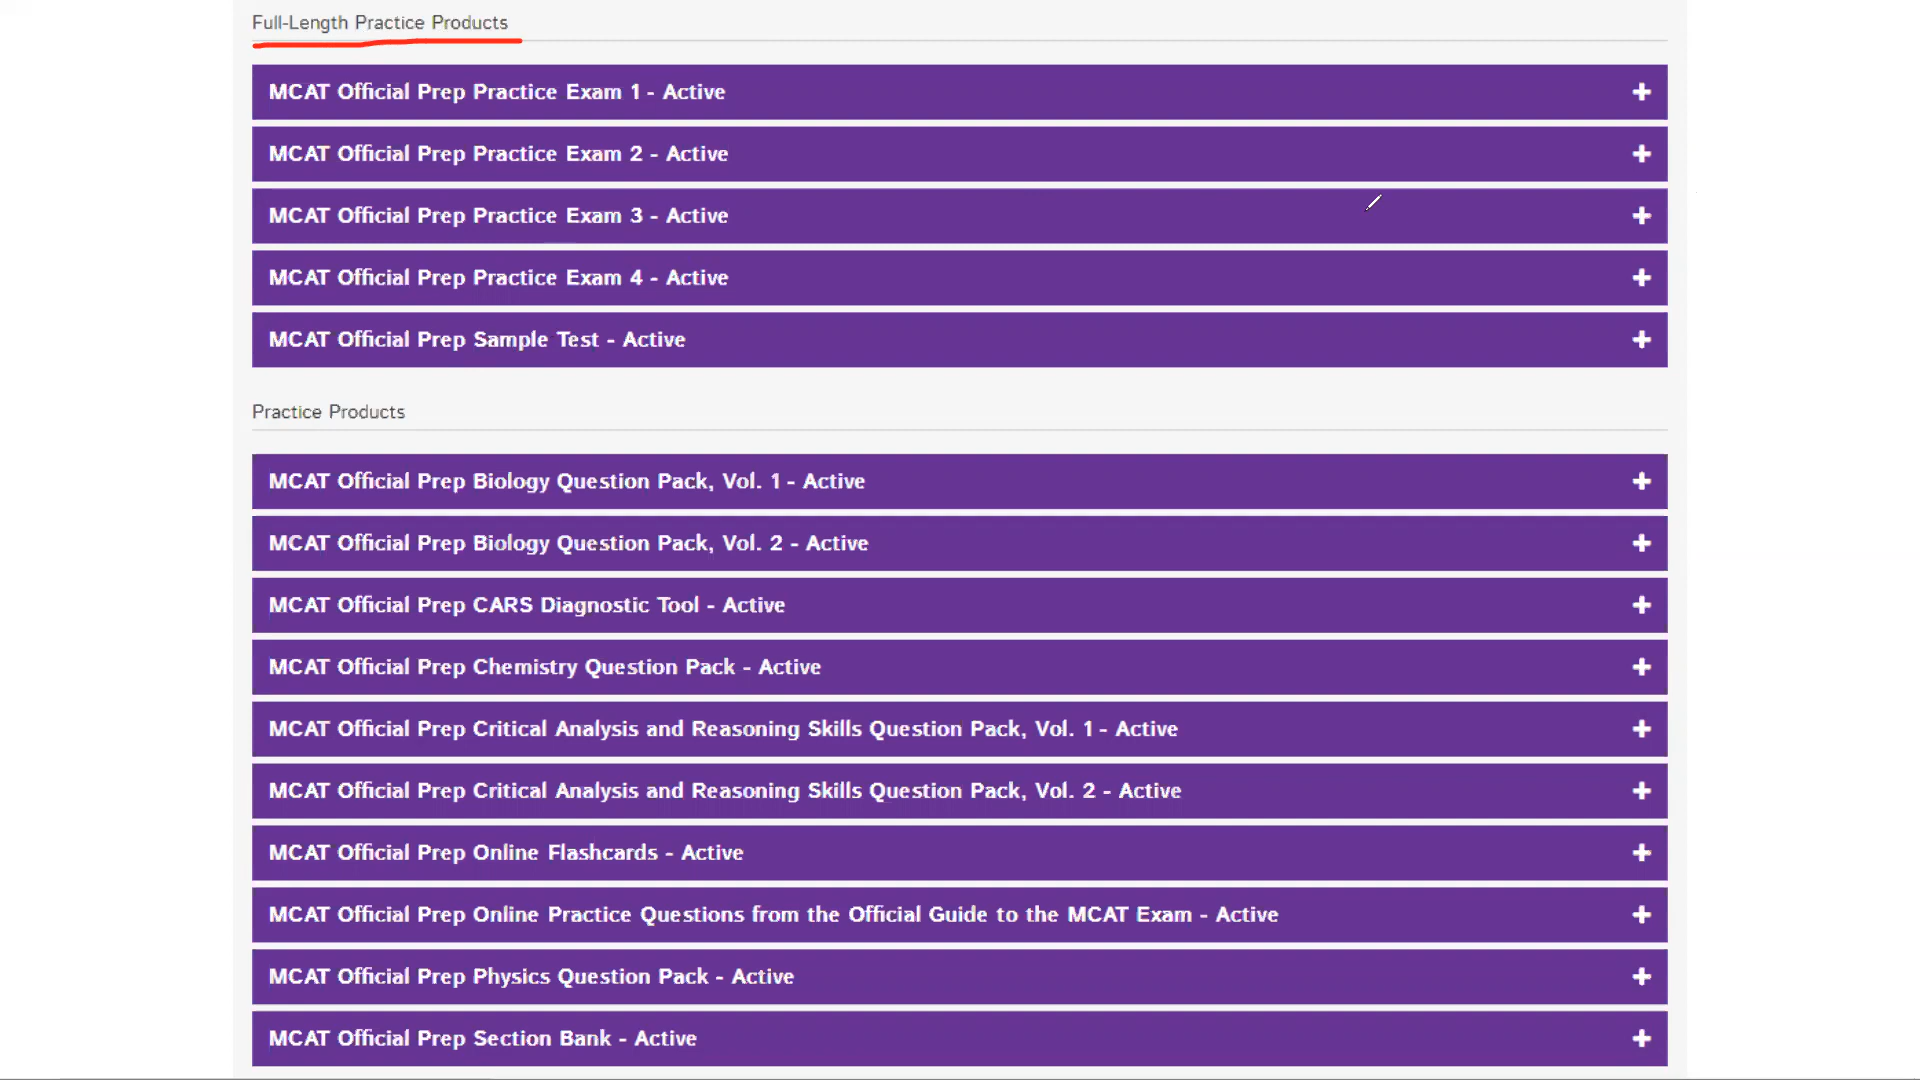 Full-Length Practice Products
MCAT Official Prep Practice Exam 1 - Active
MCAT Official Prep Practice Exam 2 - Active
MCAT Official Prep Practice Exam 3 - Active
MCAT Official Prep Practice Exam 4 - Active
MCAT Official Prep Sample Test - Active
Practice Products
MCAT Official Prep Biology Question Pack, Vol. 1 - Active
MCAT Official Prep Biology Question Pack, Vol. 2 - Active
MCAT Official Prep CARS Diagnostic Tool - Active
MCAT Official Prep Chemistry Question Pack - Active
MCAT Official Prep Critical Analysis and Reasoning Skills Question Pack, Vol. 1 - Active
MCAT Official Prep Critical Analysis and Reasoning Skills Question Pack, Vol. 2 - Active
MCAT Official Prep Online Flashcards - Active
MCAT Official Prep Online Practice Questions from the Official Guide to the MCAT Exam - Active
MCAT Official Prep Physics Question Pack - Active
MCAT Official Prep Section Bank - Active